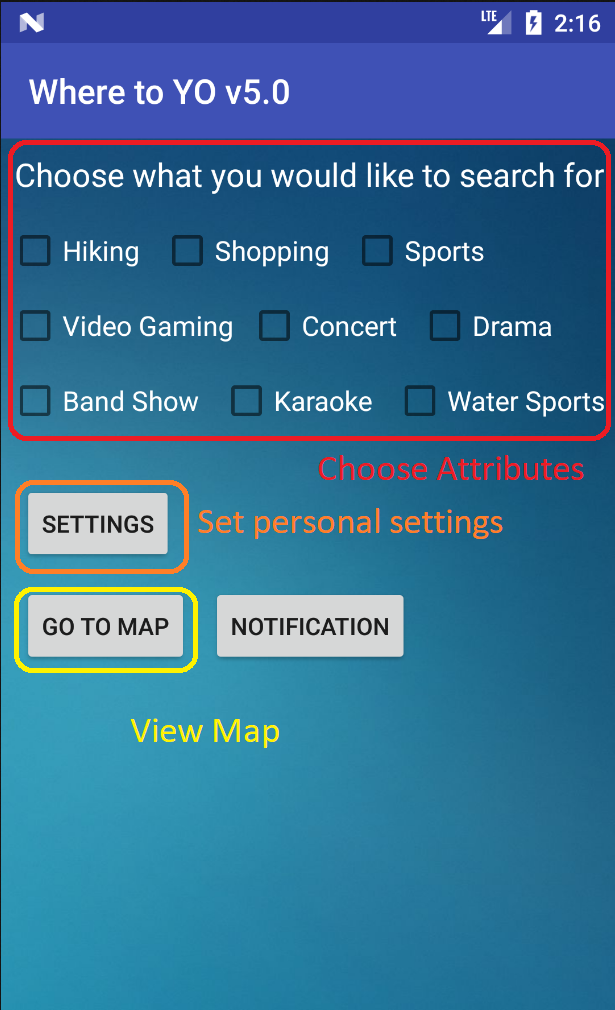 LTE 2:16
Where to YO v5.0
Choose what you would like to search for
Hiking Shopping Sports
Video Gaming Concert Drama
Band Show Karaoke Water Sports
Choose Attributes
SETTINGS Set personal settings
GO TO MAP NOTIFICATION
View Map